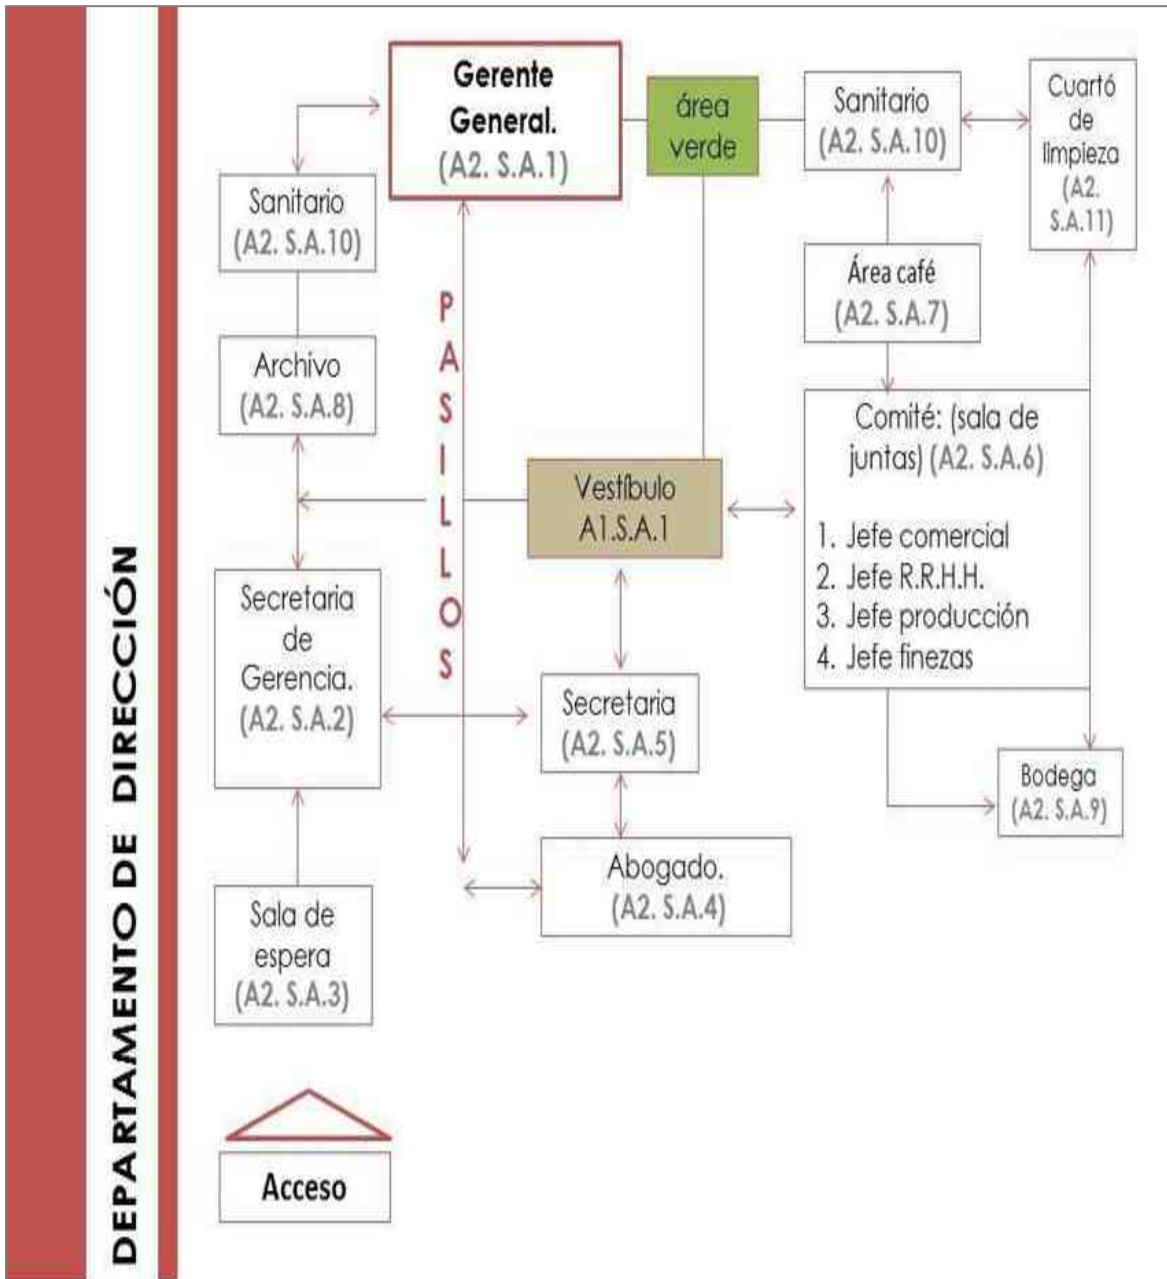 DEPARTAMENTO DE DIRECCIÓN
Gerente
General.
(A2. S.A.1)
área
verde
Sanitario
(A2. S.A.10)
Cuartó
de
limpieza
(A2.
S.A.11)
Sanitario
(A2. S.A.10)
Área café
(A2. S.A.7)
PASILLOS
Archivo
(A2. S.A.8)
Comité: (sala de
juntas) (A2. S.A.6)
1. Jefe comercial
2. Jefe R.R.H.H.
3. Jefe producción
4. Jefe finezas
Vestíbulo
A1.S.A.1
Secretaria
de
Gerencia.
(A2. S.A.2)
Secretaria
(A2. S.A.5)
Bodega
(A2. S.A.9)
Abogado.
(A2. S.A.4)
Sala de
espera
(A2. S.A.3)
Acceso